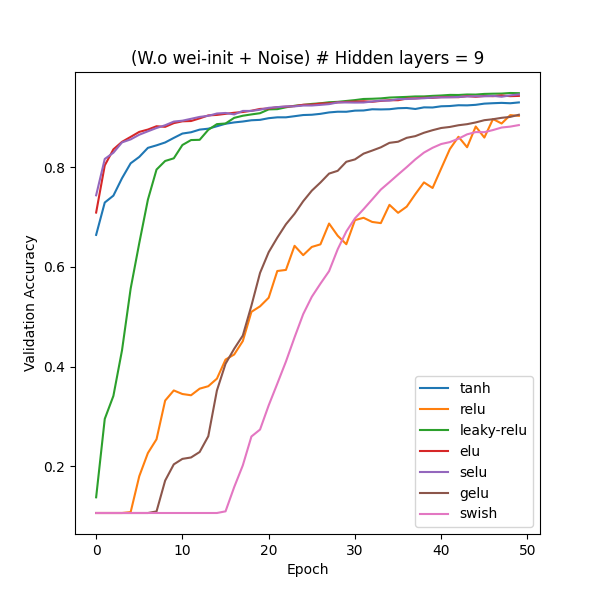 (W.o wei-init + Noise) # Hidden layers = 9
Validation Accuracy
0.8
0.6
0.4
0.2
0
10
20
30
40
50
Epoch
tanh
relu
leaky-relu
elu
selu
gelu
swish